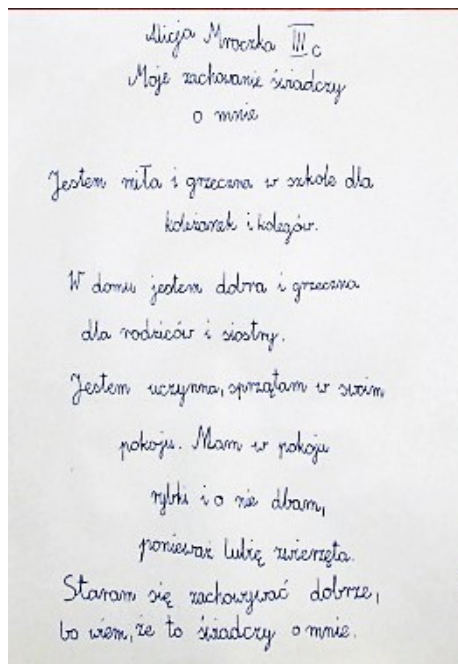 Alicja Mroczka III c
Moje zachowanie świadczy
o mnie
Jestem miła i grzeczna w szkole dla
koleżanek i kolegów.
W domu jestem dobra i grzeczna
dla rodziców i siostry.
Jestem uczynna, sprzątam w swoim
pokoju. Mam w pokoju
rybki i o nie dbam,
ponieważ lubię zwierzęta.
Staram się zachowywać dobrze,
bo wiem, że to świadczy o mnie.